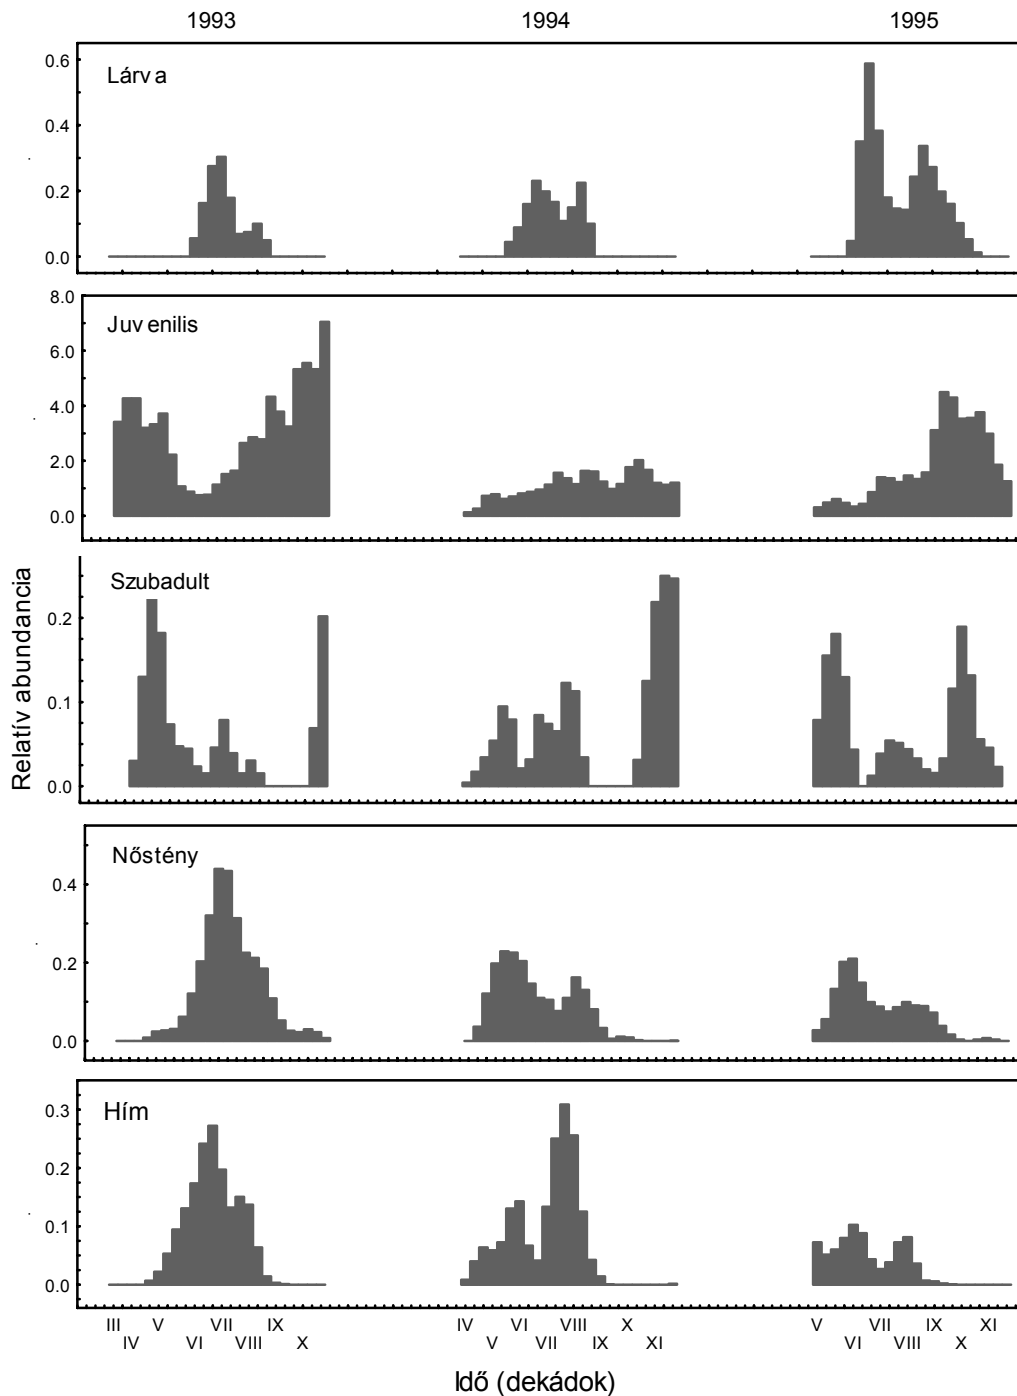 1993 1994 1995
Lárva
0.6
0.4
0.2
0.0
Juvenilis
8.0
6.0
4.0
2.0
0.0
Szubadult
0.2
0.1
0.0
Relatív abundancia
Nőstény
0.4
0.2
0.0
Hím
0.3
0.2
0.1
0.0
III V VII IX IV VI VIII X V VII IX XI
IV VI VIII X V VII IX XI VI VIII X
Idő (dekádok)